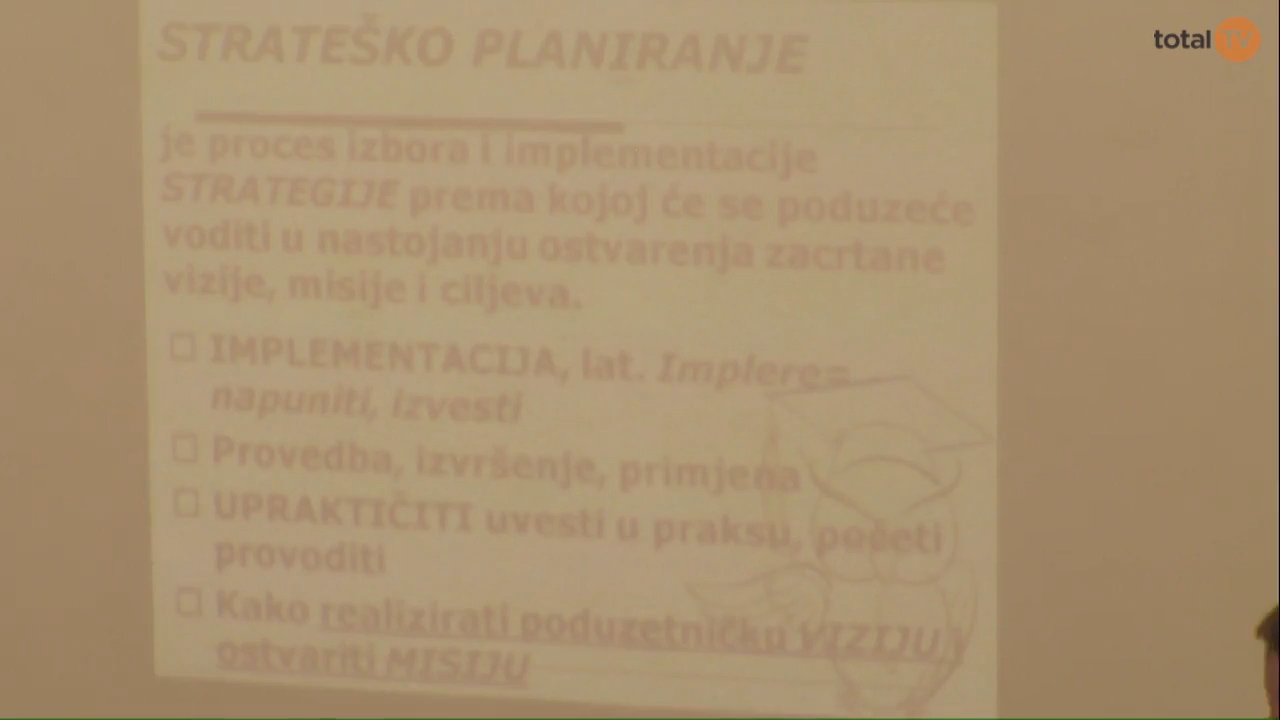 total TV
STRATEŠKO PLANIRANJE
je proces izbora i implementacije
STRATEGIJE prema kojoj će se poduzeće
voditi u nastojanju ostvarenja zacrtane
vizije, misije i ciljeva.
☐ IMPLEMENTACIJA, lat. Implere=
napuniti, izvesti
☐ Provedba, izvršenje, primjena
☐ UPRAKTIČITI uvesti u praksu, početi
provoditi
☐ Kako realizirati poduzetničku VIZIJU i
ostvariti MISIJU